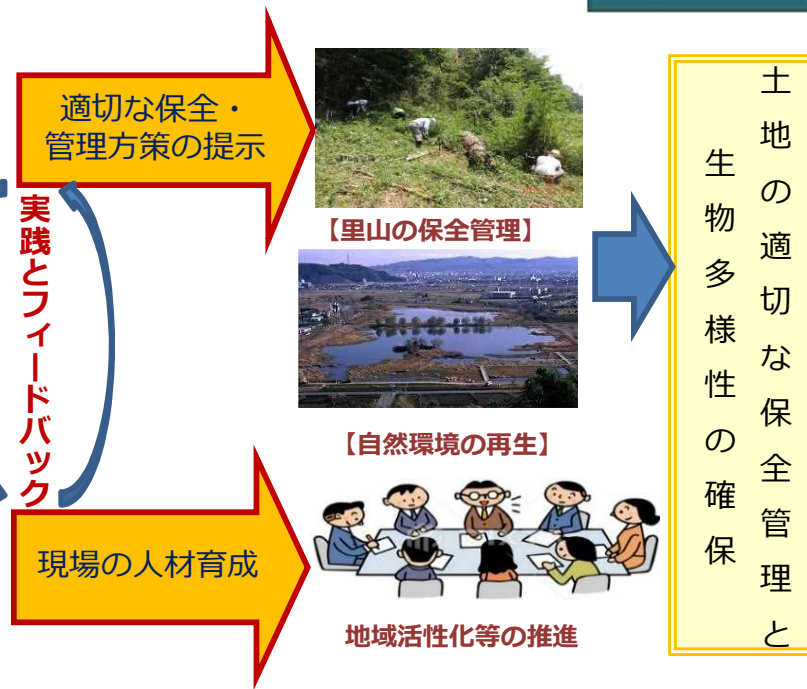 適切な保全・
管理方策の提示
実践とフィードバック
【里山の保全管理】
【自然環境の再生】
現場の人材育成
地域活性化等の推進
土地の適切な保全管理と
生物多様性の確保